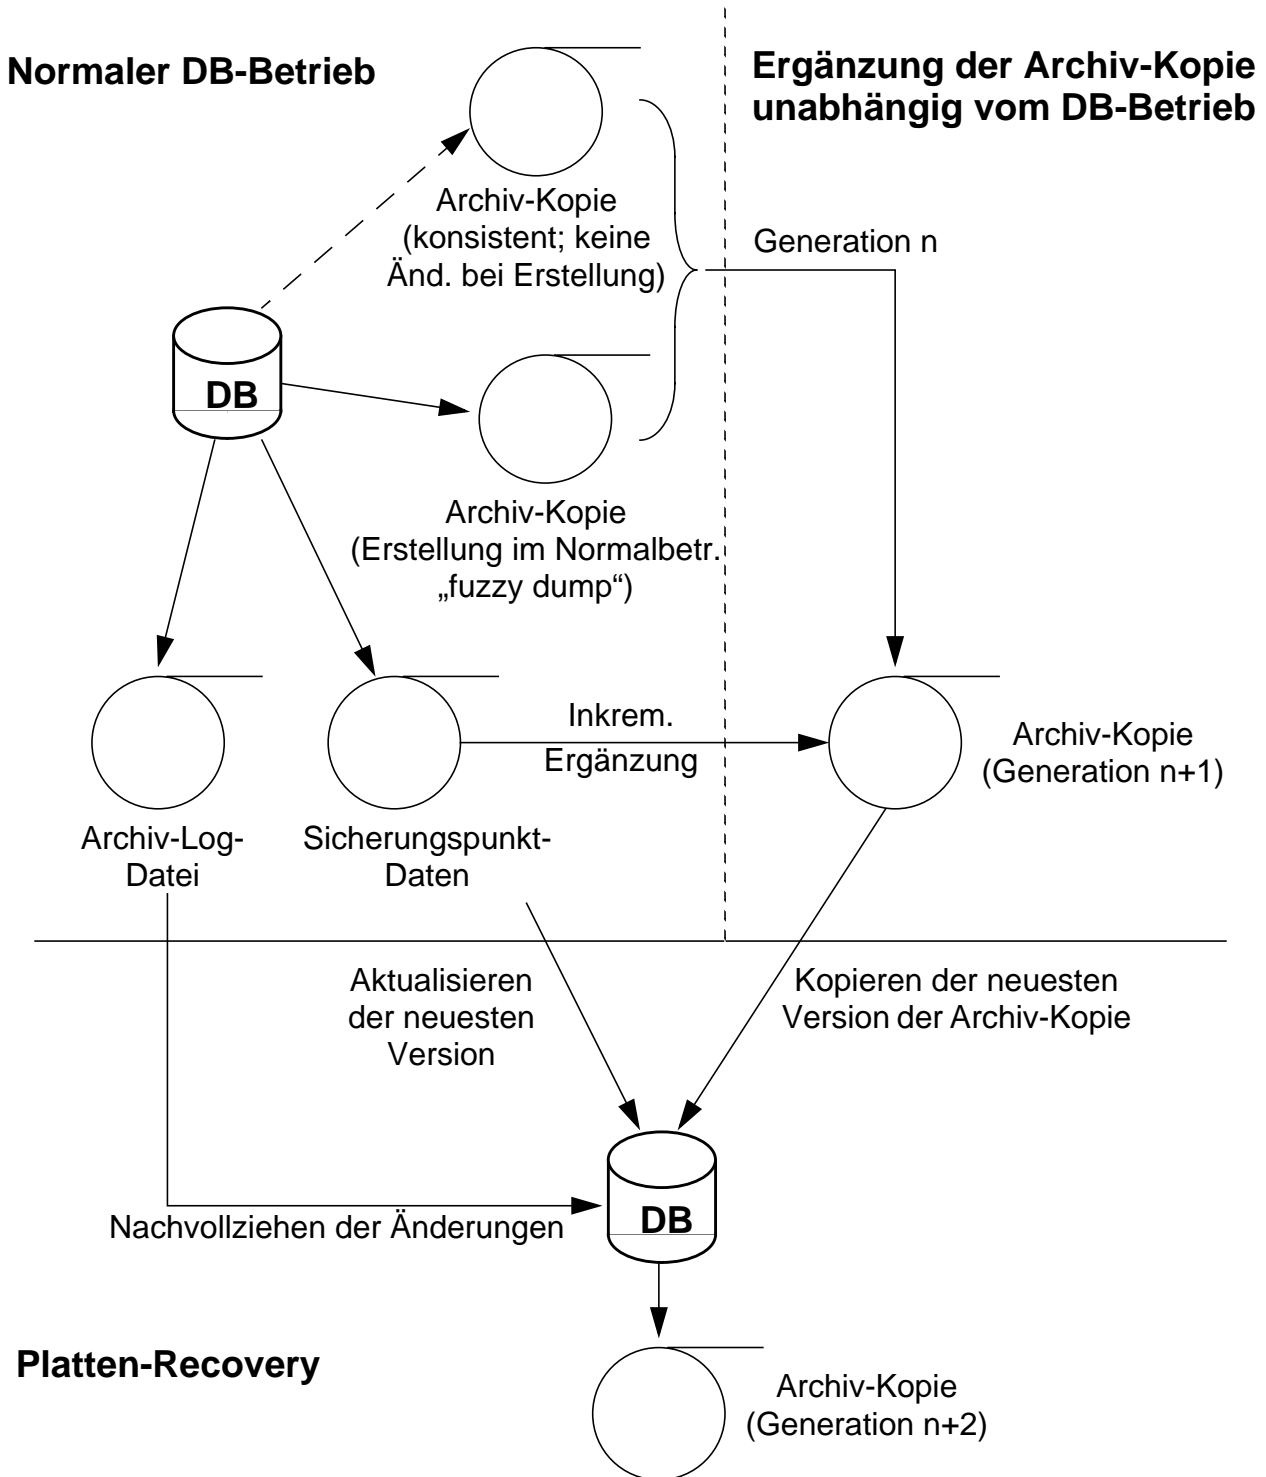 Normaler DB-Betrieb
Ergänzung der Archiv-Kopie
unabhängig vom DB-Betrieb
Archiv-Kopie
(konsistent; keine
Änd. bei Erstellung)
Generation n
DB
Archiv-Kopie
(Erstellung im Normalbetr.
„fuzzy dump“)
Inkrem.
Ergänzung
Archiv-Kopie
(Generation n+1)
Archiv-Log-
Datei
Sicherungspunkt-
Daten
Aktualisieren
der neuesten
Version
Kopieren der neuesten
Version der Archiv-Kopie
Nachvollziehen der Änderungen
DB
Platten-Recovery
Archiv-Kopie
(Generation n+2)